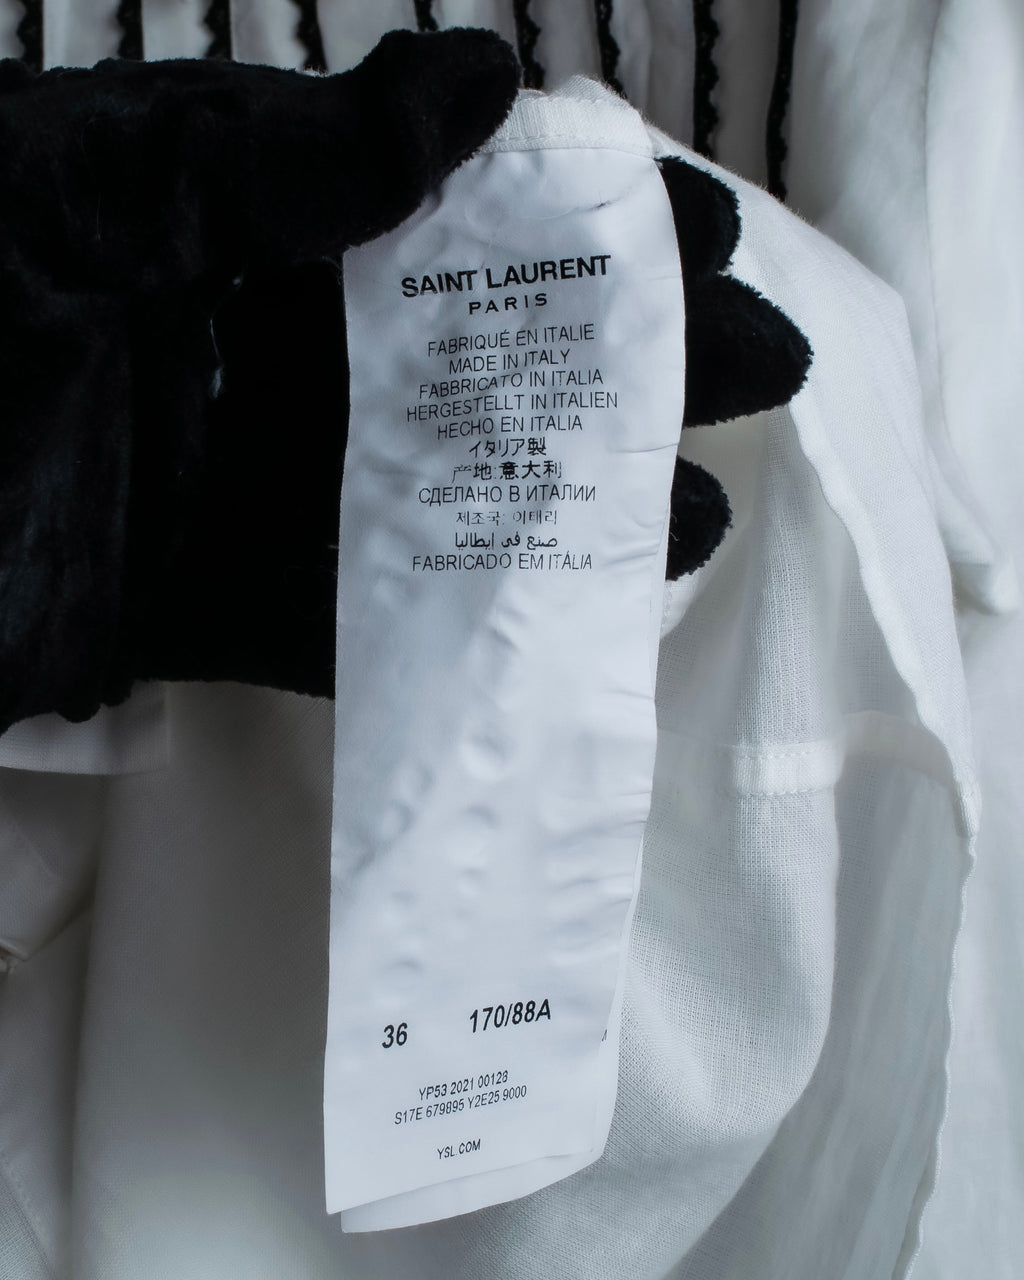 SAINT LAURENT
PARIS
FABRIQUÉ EN ITALIE
MADE IN ITALY
FABBRICATO IN ITALIA
HERGESTELLT IN ITALIEN
HECHO EN ITALIA
イタリア製
产地:意大利
СДЕЛАНО В ИТАЛИИ
제조국: 이태리
صنع في إيطاليا
FABRICADO EM ITÁLIA
36 170/88A
YP53 2021 00128
S17E 679895 Y2E25 9000
YSL.COM